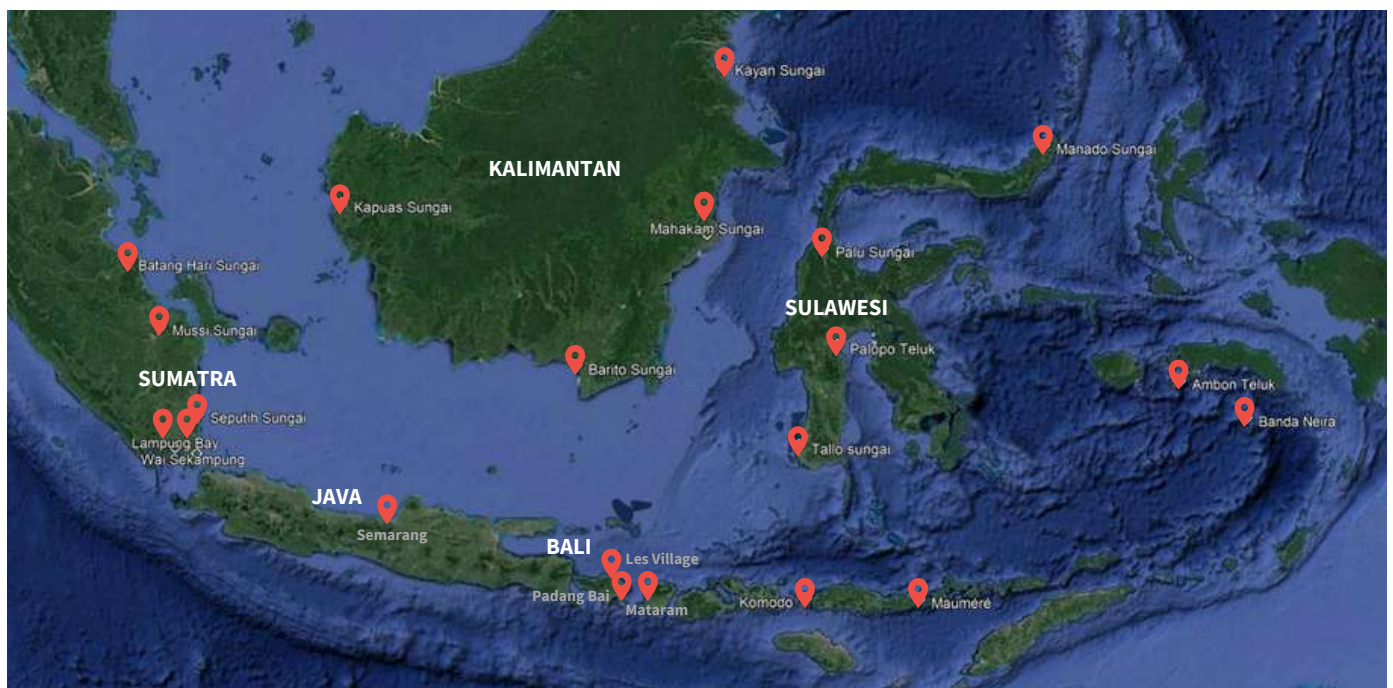 Kayan Sungai
Manado Sungai
KALIMANTAN
Kapuas Sungai
Mahakam Sungai
Palu Sungai
Batang Hari Sungai
SULAWESI
Mussi Sungai
Palopo Teluk
Barito Sungai
SUMATRA
Ambon Teluk
Seputih Sungai
Banda Neira
Lampung Bay
Tallo sungai
Wai Sekampung
JAVA
Semarang
BALI
Les Village
Padang Bai
Mataram
Komodo
Mauméré